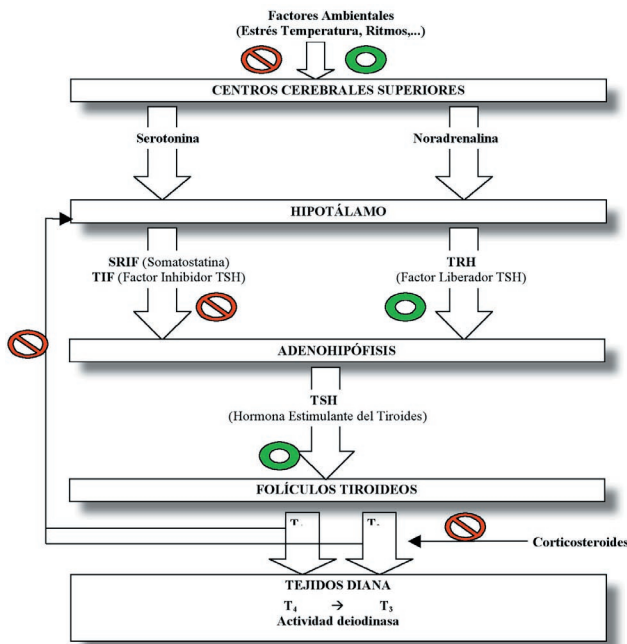 Factores Ambientales
(Estrés Temperatura, Ritmos,...)
CENTROS CEREBRALES SUPERIORES
Serotonina
Noradrenalina
HIPOTÁLAMO
SRIF (Somatostatina)
TIF (Factor Inhibidor TSH)
TRH
(Factor Liberador TSH)
ADENOHIPÓFISIS
TSH
(Hormona Estimulante del Tiroides)
FOLÍCULOS TIROIDEOS
T
T
Corticosteroides
TEJIDOS DIANA
T₄ → T₃
Actividad deiodinasa